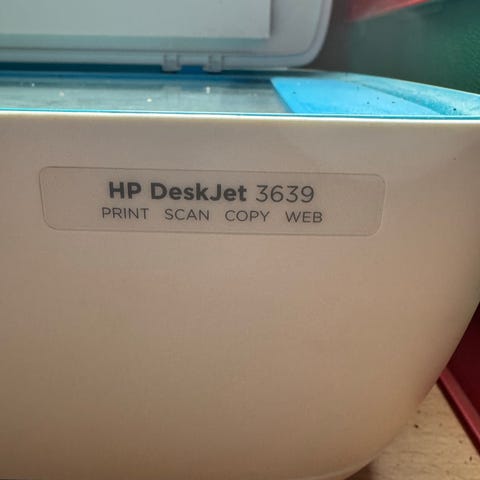 HP DeskJet 3639
PRINT SCAN COPY WEB